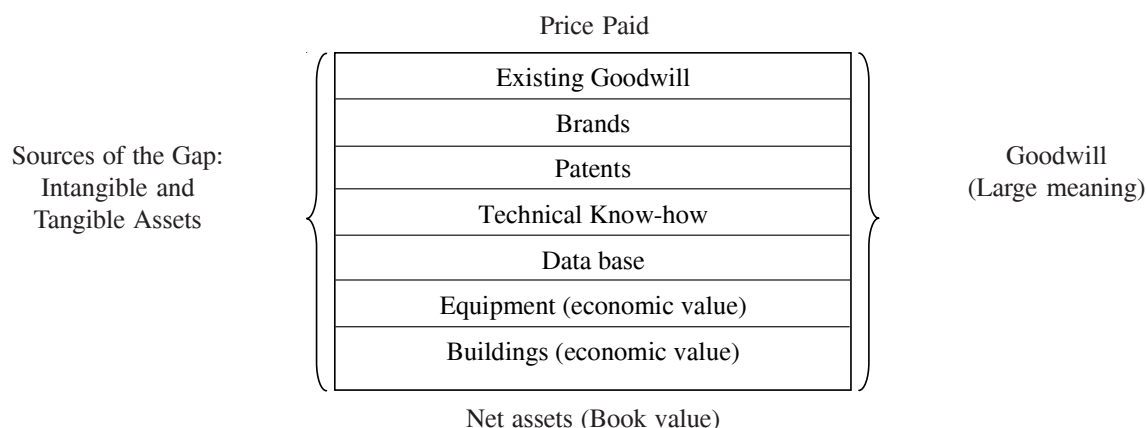 Price Paid
Existing Goodwill
Brands
Patents
Technical Know-how
Data base
Equipment (economic value)
Buildings (economic value)
Net assets (Book value)
Sources of the Gap:
Intangible and
Tangible Assets
Goodwill
(Large meaning)